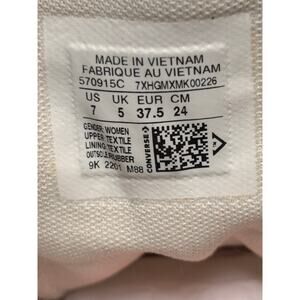 MADE IN VIETNAM
FABRIQUE AU VIETNAM
570915C 7XHGMXMK00226
US UK EUR CM
7 5 37.5 24
GENDER: WOMEN
UPPER: TEXTILE
LINING: TEXTILE
OUTSOLE: RUBBER
9K 2201 M88
CONVERSE